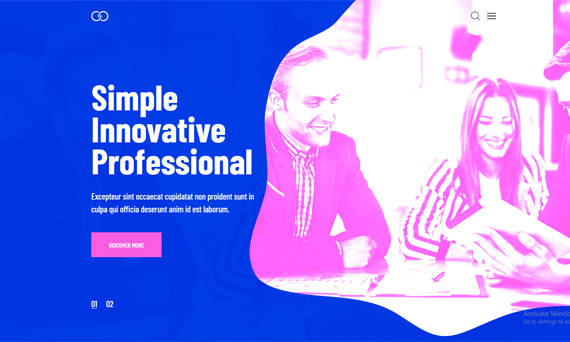 Simple
Innovative
Professional
Excepteur sint occaecat cupidatat non proident sunt in
culpa qui officia deserunt anim id est laborum.
DISCOVER MORE
01 02
Activate Windo
Go to Settings to ac